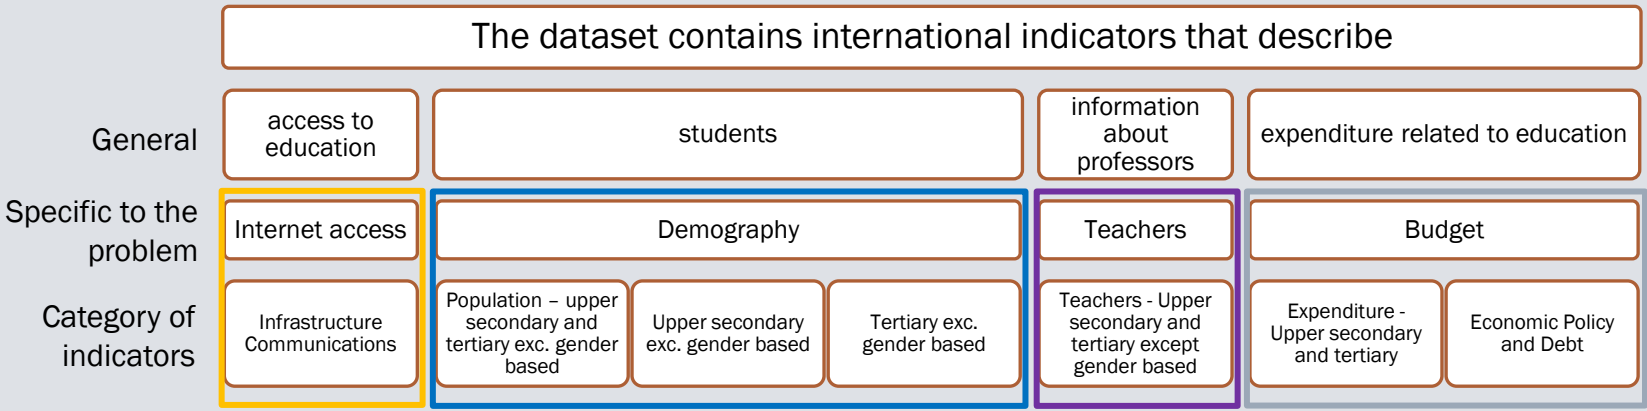 The dataset contains international indicators that describe
General
access to
education
students
information
about
professors
expenditure related to education
Specific to the
problem
Internet access
Demography
Teachers
Budget
Category of
indicators
Infrastructure
Communications
Population – upper
secondary and
tertiary exc. gender
based
Upper secondary
exc. gender based
Tertiary exc.
gender based
Teachers - Upper
secondary and
tertiary except
gender based
Expenditure -
Upper secondary
and tertiary
Economic Policy
and Debt